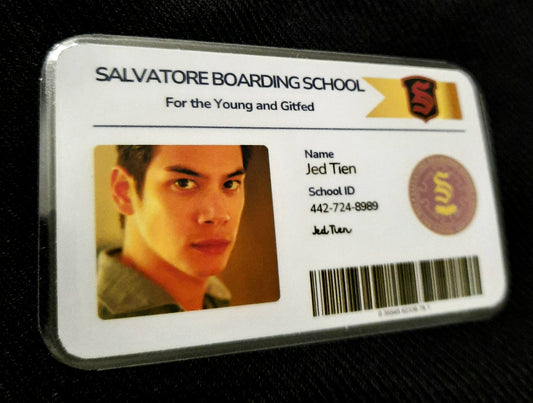 SALVATORE BOARDING SCHOOL
For the Young and Gitfed
S
Name
Jed Tien
School ID
442-724-8989
Jed Tien
S